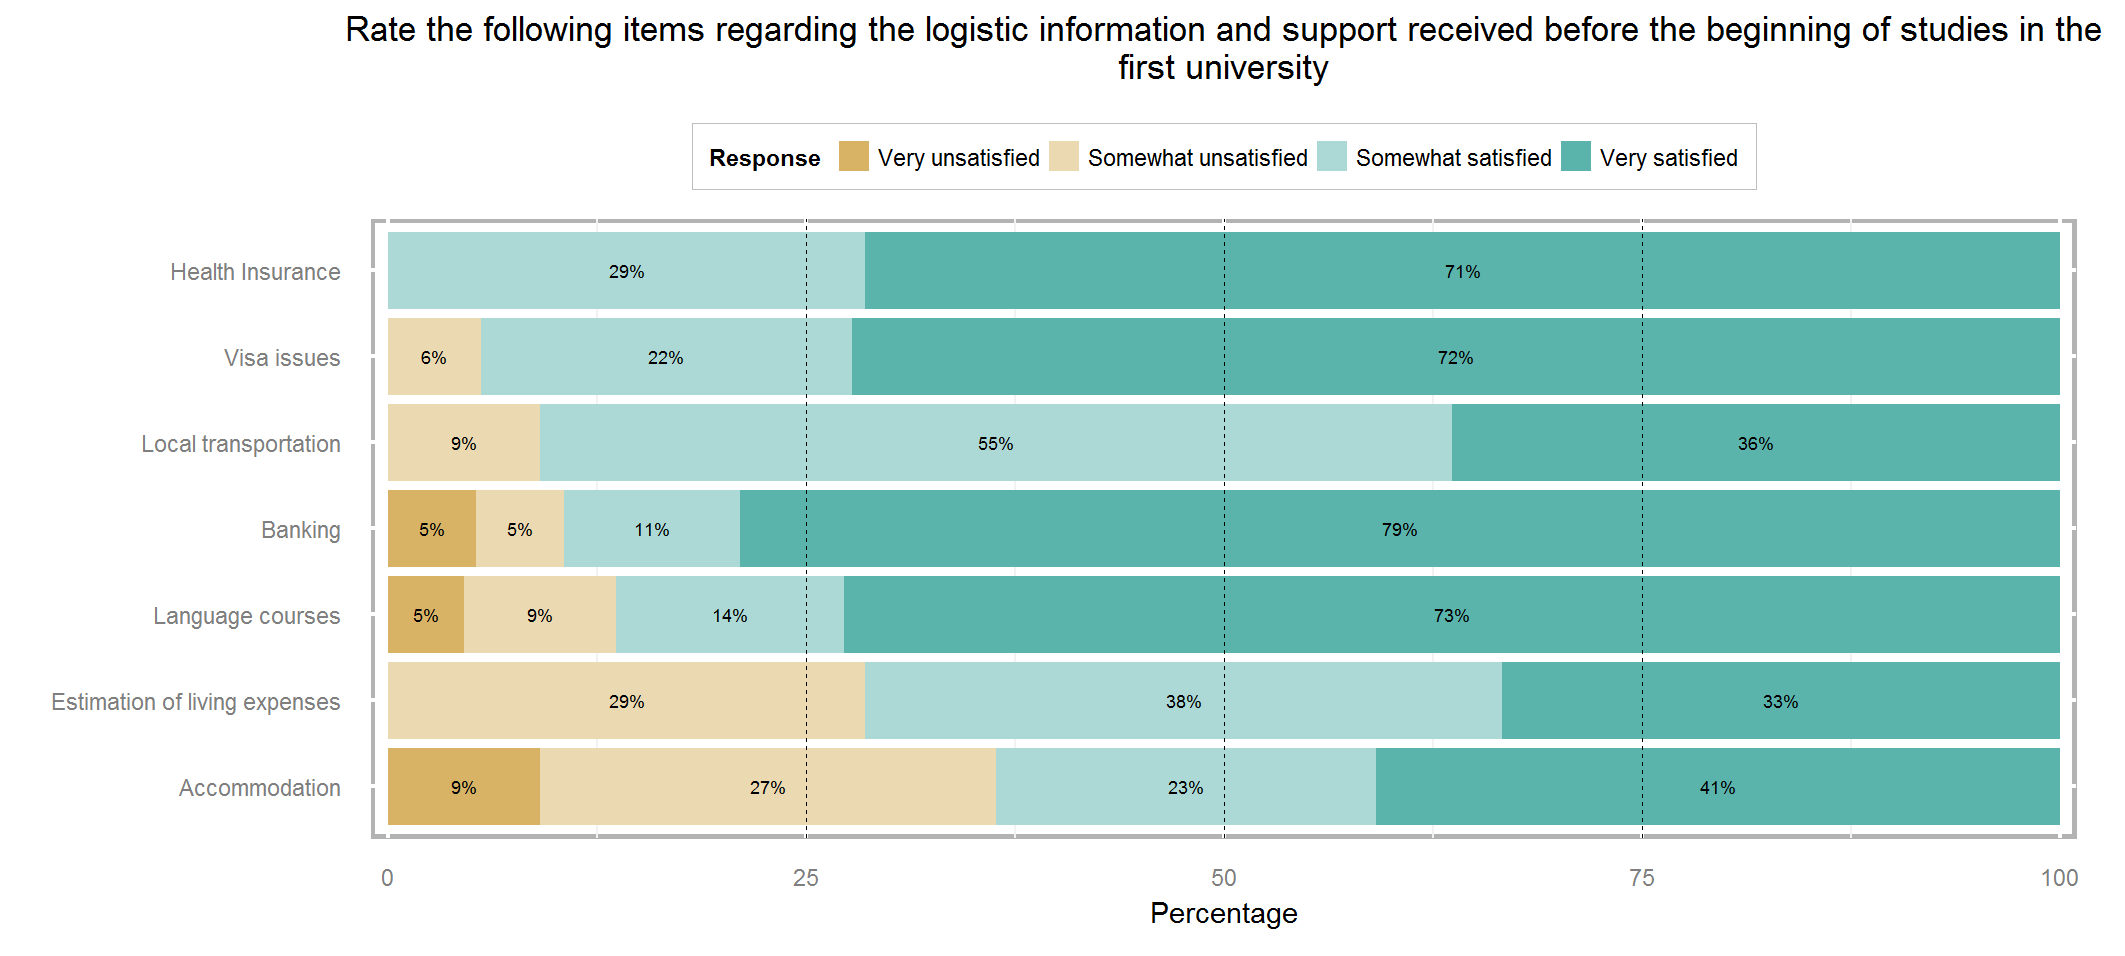 Rate the following items regarding the logistic information and support received before the beginning of studies in the
first university
Response Very unsatisfied Somewhat unsatisfied Somewhat satisfied Very satisfied
Health Insurance 29% 71%
Visa issues 6% 22% 72%
Local transportation 9% 55% 36%
Banking 5% 5% 11% 79%
Language courses 5% 9% 14% 73%
Estimation of living expenses 29% 38% 33%
Accommodation 9% 27% 23% 41%
0 25 50 75 100
Percentage